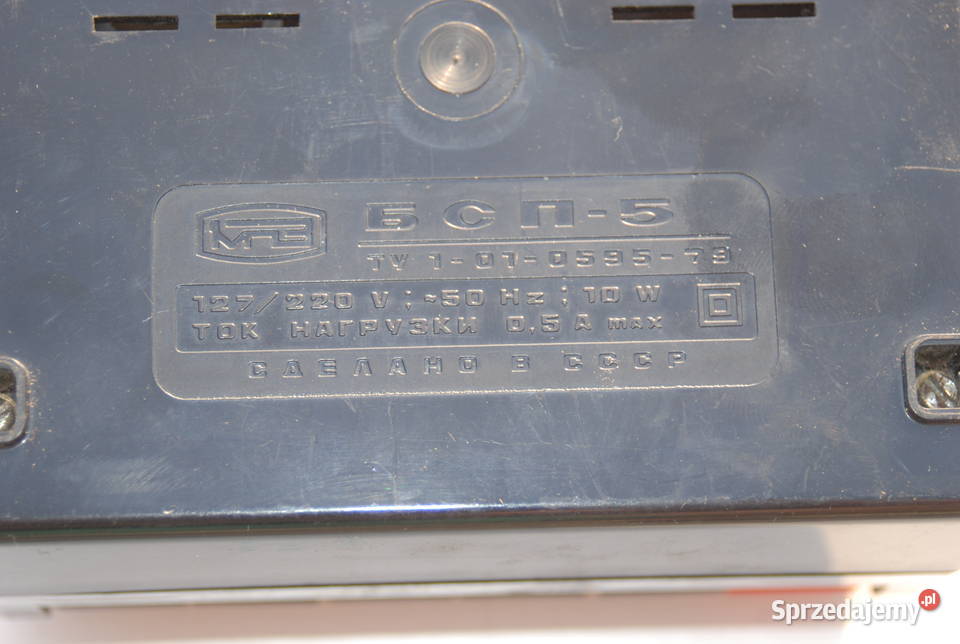 БСП-5
ТУ 1-01-0595-79
127/220 V; ~50 Hz; 10 W
ТОК НАГРУЗКИ 0,5 A max
СДЕЛАНО В СССР
Sprzedajemy.pl